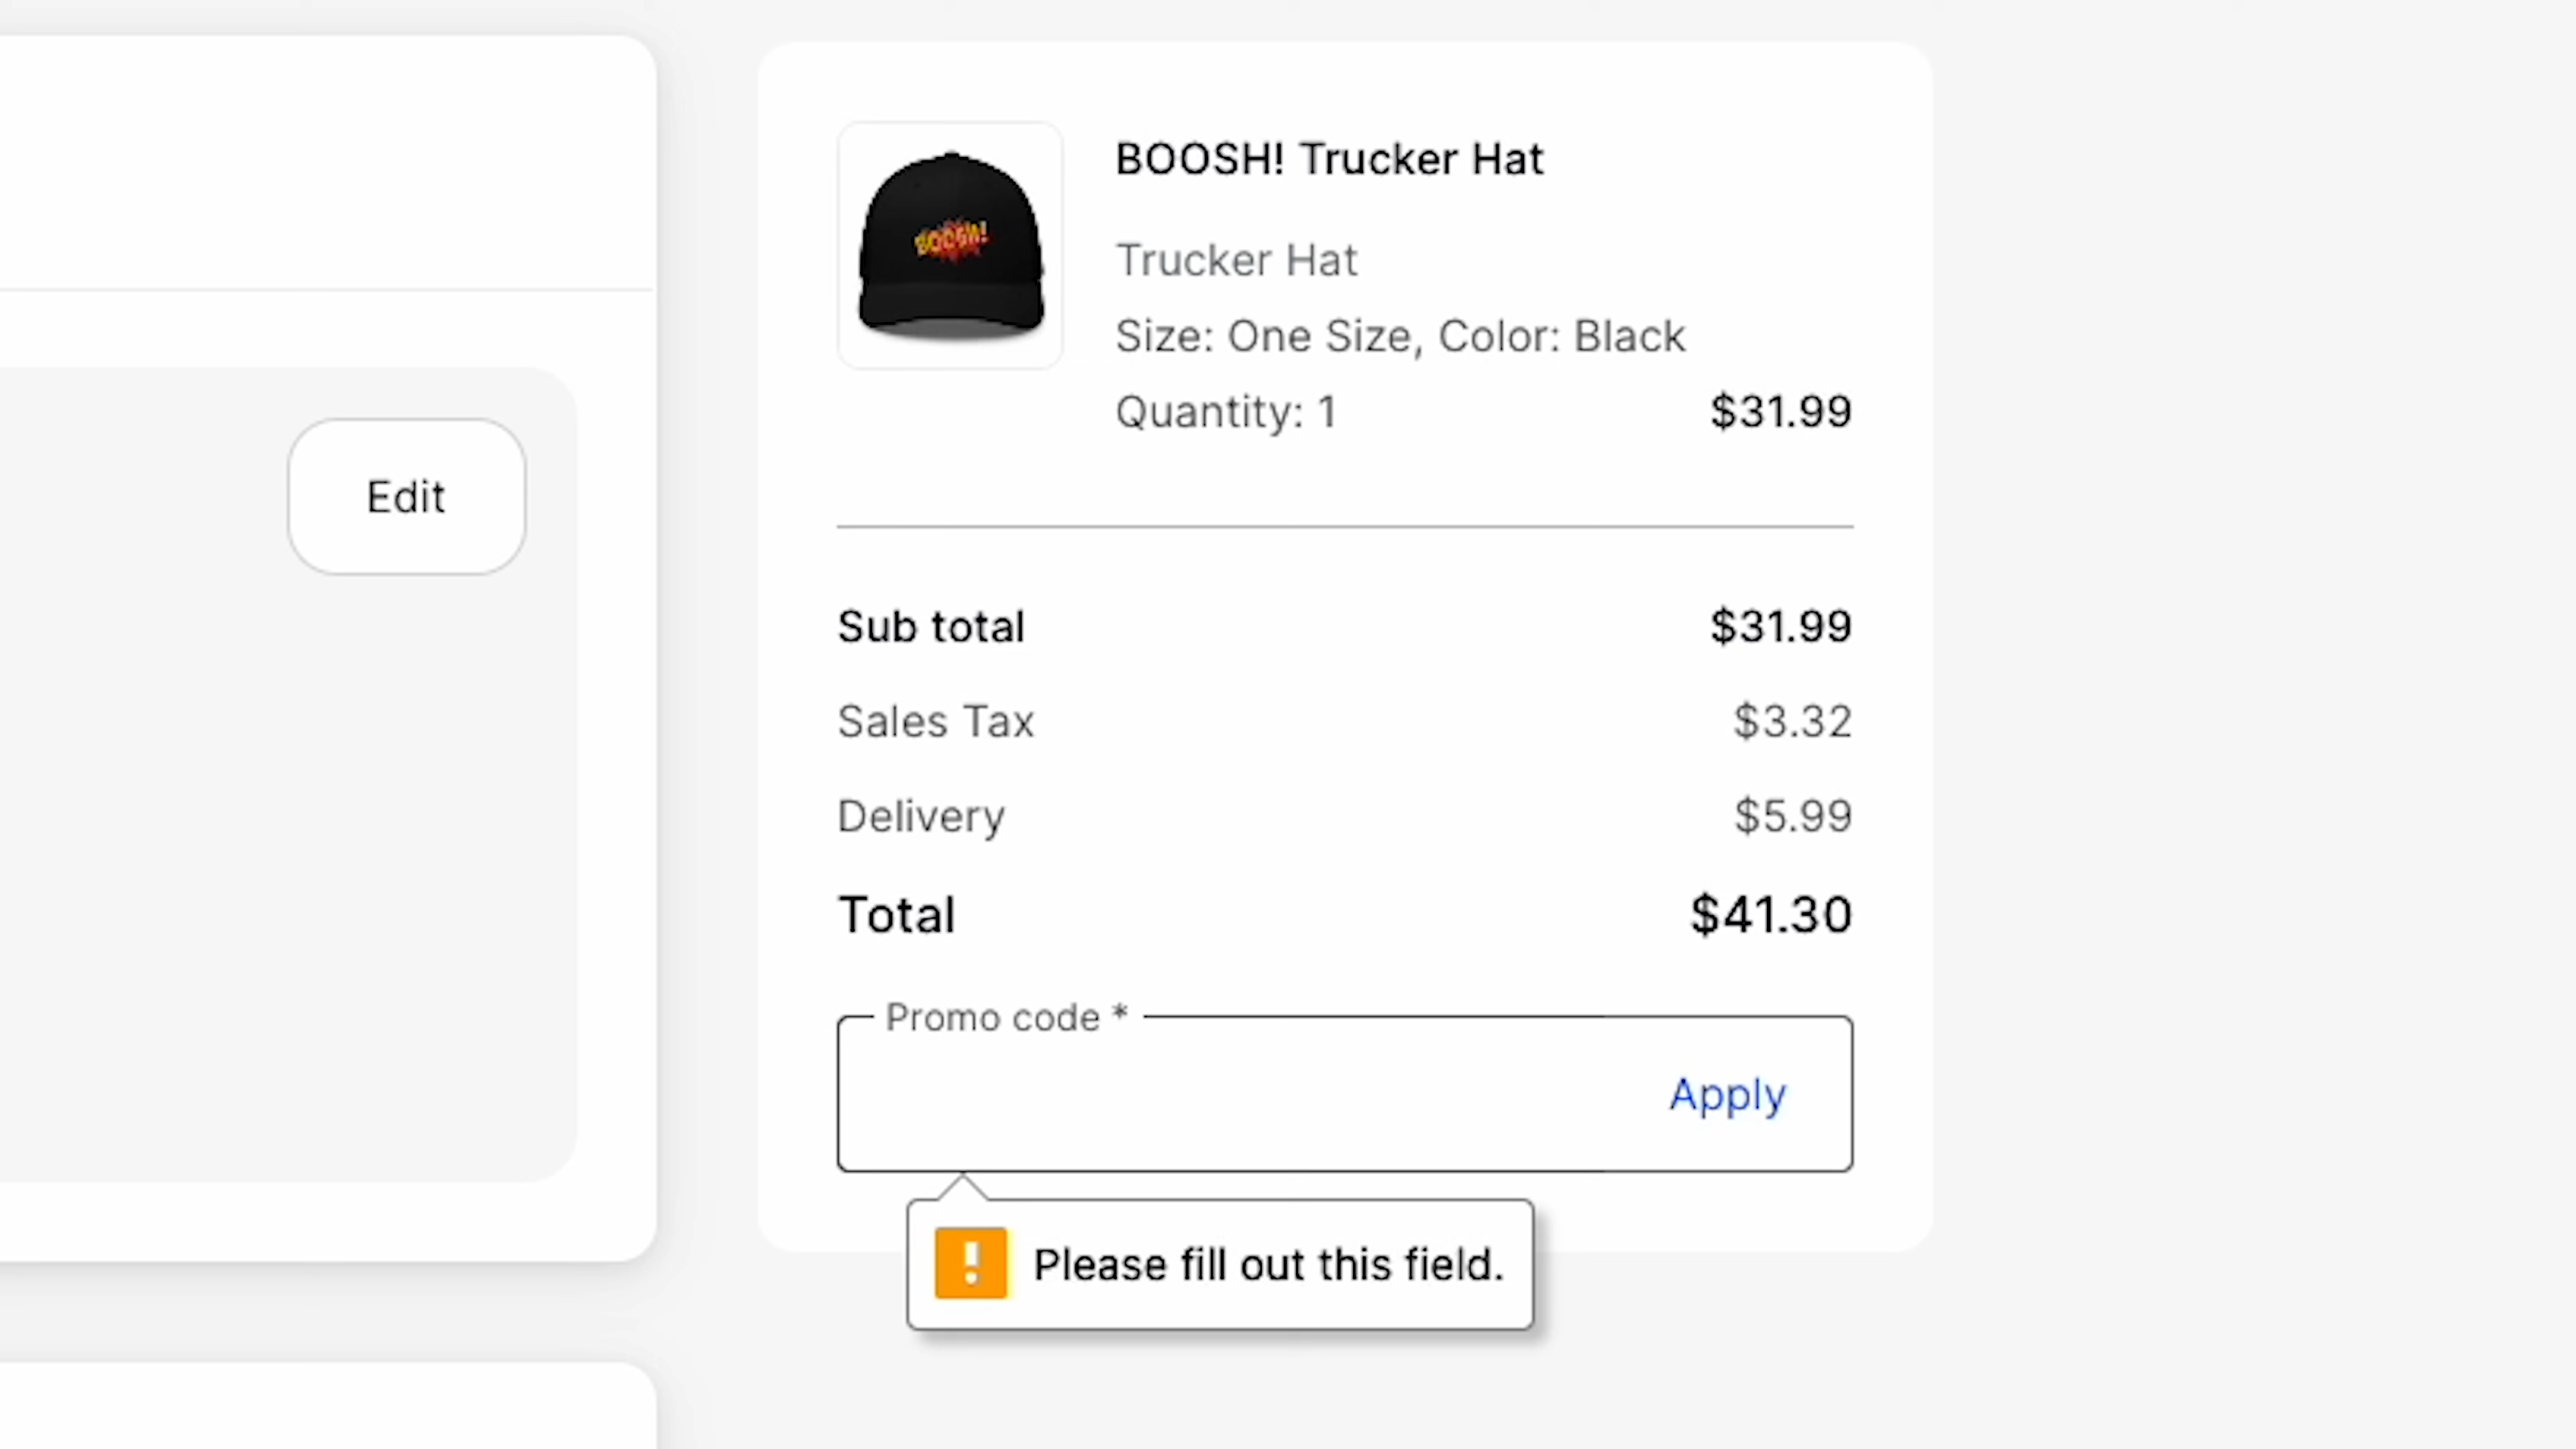 BOOSH!
BOOSH! Trucker Hat
Trucker Hat
Size: One Size, Color: Black
Quantity: 1 $31.99
Edit
Sub total $31.99
Sales Tax $3.32
Delivery $5.99
Total $41.30
Promo code *
Apply
Please fill out this field.